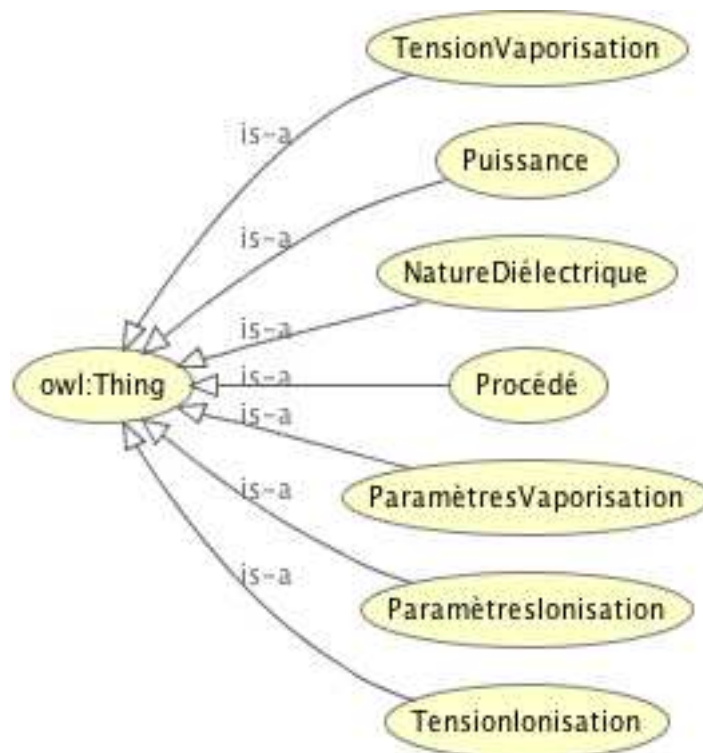 TensionVaporisation
is-a
Puissance
is-a
NatureDiélectrique
is-a
owl:Thing
is-a
Procédé
is-a
ParamètresVaporisation
is-a
ParamètresIonisation
is-a
TensionIonisation